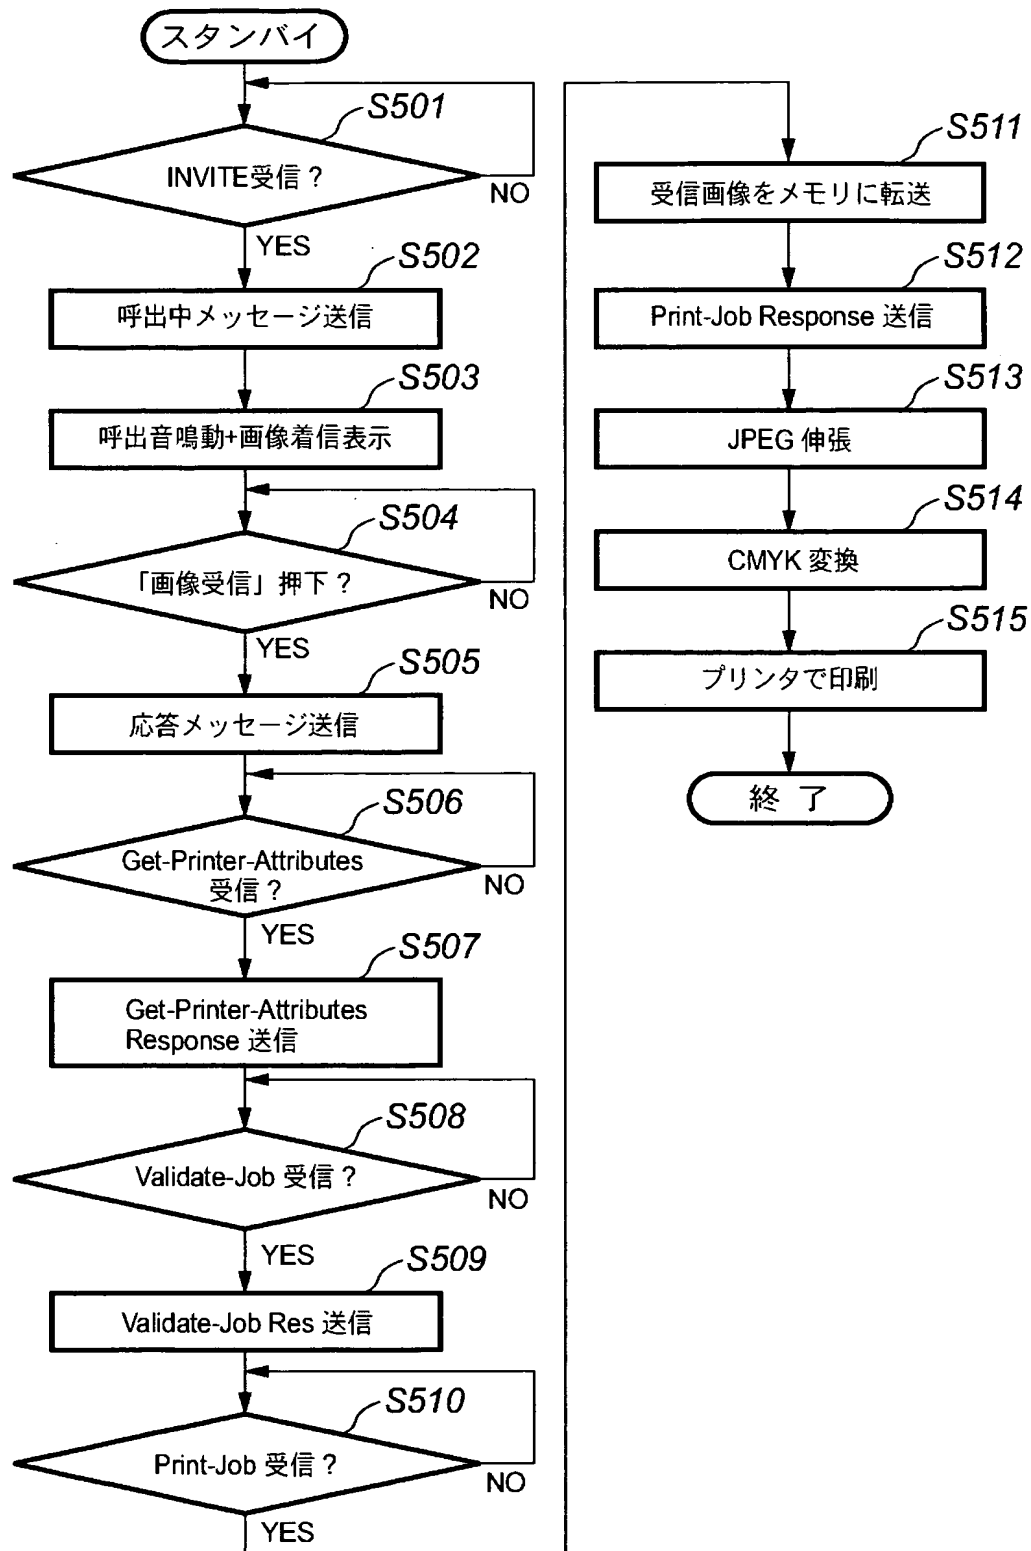 スタンバイ
S501
INVITE受信？
NO
YES
S502
呼出中メッセージ送信
S503
呼出音鳴動+画像着信表示
S504
「画像受信」押下？
NO
YES
S505
応答メッセージ送信
S506
Get-Printer-Attributes
受信？
NO
YES
S507
Get-Printer-Attributes
Response 送信
S508
Validate-Job 受信？
NO
YES
S509
Validate-Job Res 送信
S510
Print-Job 受信？
NO
YES
S511
受信画像をメモリに転送
S512
Print-Job Response 送信
S513
JPEG 伸張
S514
CMYK 変換
S515
プリンタで印刷
終了